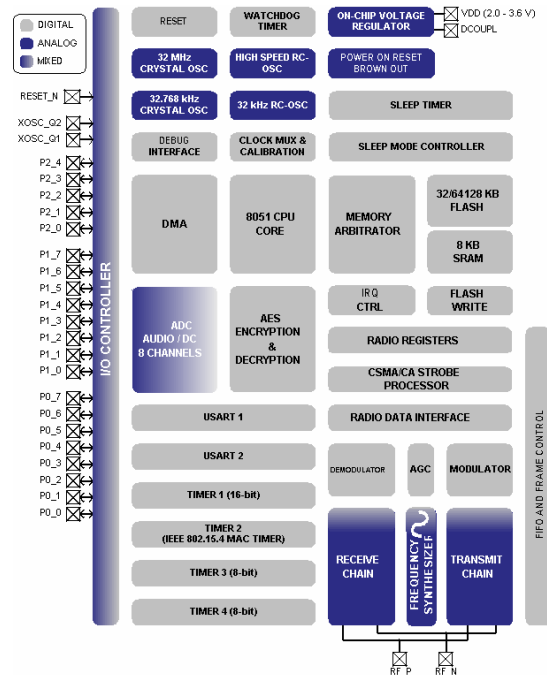 DIGITAL
ANALOG
MIXED
RESET
WATCHDOG
TIMER
ON-CHIP VOLTAGE
REGULATOR
VDD (2.0 - 3.6 V)
DCOUPL
32 MHz
CRYSTAL OSC
HIGH SPEED RC-
OSC
POWER ON RESET
BROWN OUT
RESET_N
32.768 kHz
CRYSTAL OSC
32 kHz RC-OSC
SLEEP TIMER
XOSC_Q2
XOSC_Q1
DEBUG
INTERFACE
CLOCK MUX &
CALIBRATION
SLEEP MODE CONTROLLER
P2_4
P2_3
P2_2
P2_1
P2_0
DMA
8051 CPU
CORE
MEMORY
ARBITRATOR
32/64128 KB
FLASH
8 KB
SRAM
P1_7
P1_6
P1_5
P1_4
P1_3
P1_2
P1_1
P1_0
I/O CONTROLLER
ADC
AUDIO / DC
8 CHANNELS
AES
ENCRYPTION
&
DECRYPTION
IRQ
CTRL
FLASH
WRITE
RADIO REGISTERS
CSMA/CA STROBE
PROCESSOR
P0_7
P0_6
P0_5
P0_4
P0_3
P0_2
P0_1
P0_0
USART 1
RADIO DATA INTERFACE
USART 2
DEMODULATOR
AGC
MODULATOR
TIMER 1 (16-bit)
TIMER 2
(IEEE 802.15.4 MAC TIMER)
RECEIVE
CHAIN
FREQUENCY
SYNTHESIZER
TRANSMIT
CHAIN
FIFO AND FRAME CONTROL
TIMER 3 (8-bit)
TIMER 4 (8-bit)
RF_P
RF_N